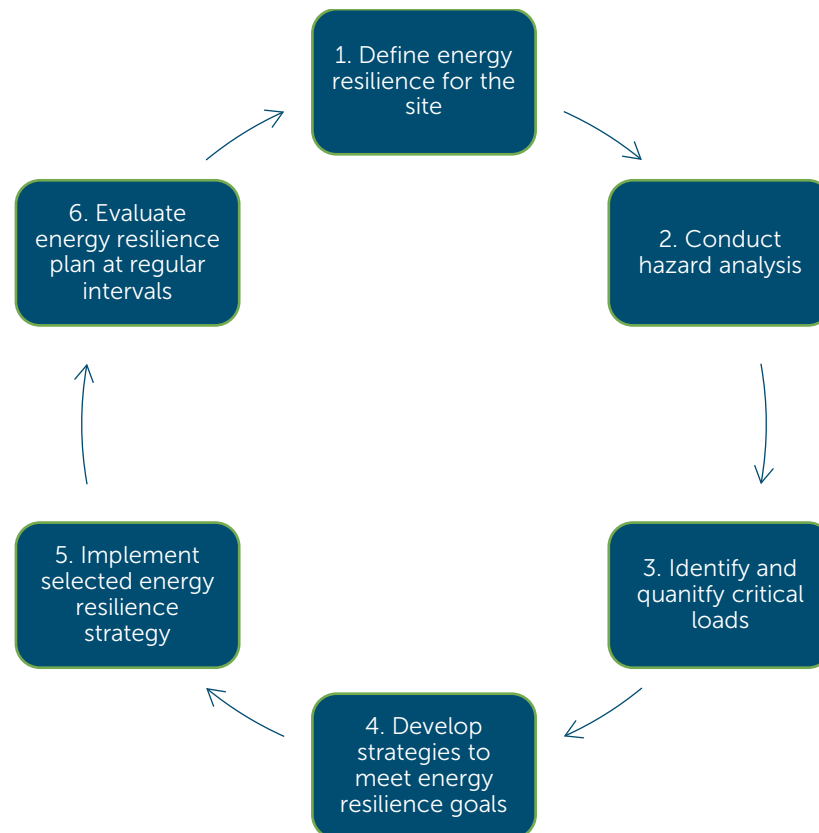 1. Define energy
resilience for the
site
2. Conduct
hazard analysis
3. Identify and
quanitfy critical
loads
4. Develop
strategies to
meet energy
resilience goals
5. Implement
selected energy
resilience
strategy
6. Evaluate
energy resilience
plan at regular
intervals